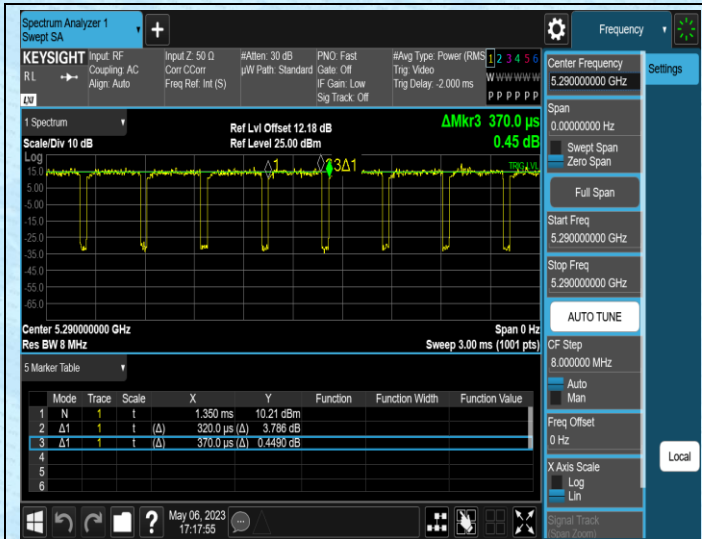 Spectrum Analyzer 1
Swept SA
Frequency
KEYSIGHT
Input: RF
Input Z: 50 Ω
#Atten: 30 dB
PNO: Fast
#Avg Type: Power (RMS
1 2 3 4 5 6
RL
Coupling: AC
Corr CCorr
µW Path: Standard
Gate: Off
Trig: Video
W W W W W W
Align: Auto
Freq Ref: Int (S)
IF Gain: Low
Trig Delay: -2.000 ms
LXI
Sig Track: Off
P P P P P P
Center Frequency
5.290000000 GHz
Settings
Span
0.00000000 Hz
Swept Span
Zero Span
Full Span
Start Freq
5.290000000 GHz
Stop Freq
5.290000000 GHz
AUTO TUNE
CF Step
8.000000 MHz
Auto
Man
Freq Offset
0 Hz
X Axis Scale
Log
Lin
Signal Track
(Span Zoom)
Local
1 Spectrum
Ref Lvl Offset 12.18 dB
ΔMkr3 370.0 µs
Scale/Div 10 dB
Ref Level 25.00 dBm
0.45 dB
Log
15.0
5.00
-5.00
-15.0
-25.0
-35.0
-45.0
-55.0
-65.0
1
3Δ1
TRIG LVL
Center 5.290000000 GHz
Span 0 Hz
Res BW 8 MHz
Sweep 3.00 ms (1001 pts)
5 Marker Table
Mode Trace Scale X Y Function Function Width Function Value
1 N 1 t 1.350 ms 10.21 dBm
2 Δ1 1 t (Δ) 320.0 µs (Δ) 3.786 dB
3 Δ1 1 t (Δ) 370.0 µs (Δ) 0.4490 dB
4
5
6
?
May 06, 2023
17:17:55